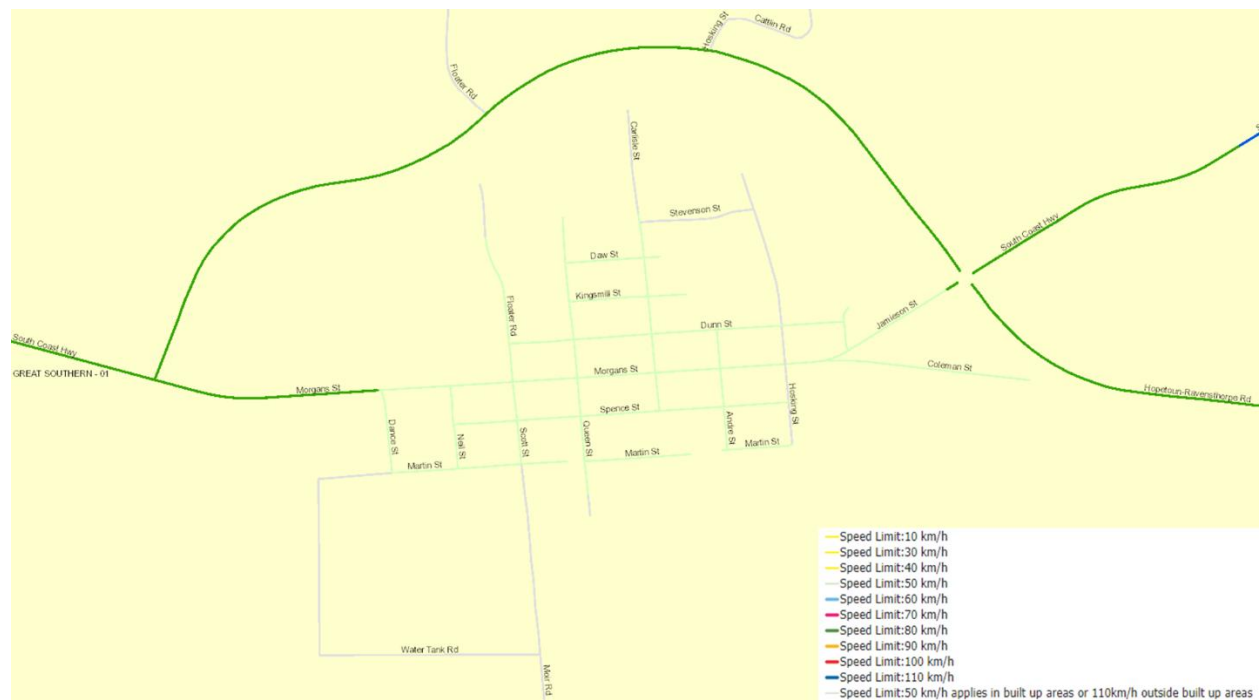 Hosking St
Catlin Rd
Floater Rd
Carlisle St
Stevenson St
South Coast Hwy
Daw St
Kingsmill St
Floater Rd
Dunn St
Jamieson St
South Coast Hwy
GREAT SOUTHERN - 01
Morgans St
Morgans St
Coleman St
Hopetoun-Ravensthorpe Rd
Hosking St
Spence St
Dance St
Neil St
Scott St
Queen St
Andre St
Martin St
Martin St
Martin St
Water Tank Rd
Moir Rd
Speed Limit:10 km/h
Speed Limit:30 km/h
Speed Limit:40 km/h
Speed Limit:50 km/h
Speed Limit:60 km/h
Speed Limit:70 km/h
Speed Limit:80 km/h
Speed Limit:90 km/h
Speed Limit:100 km/h
Speed Limit:110 km/h
Speed Limit:50 km/h applies in built up areas or 110km/h outside built up areas